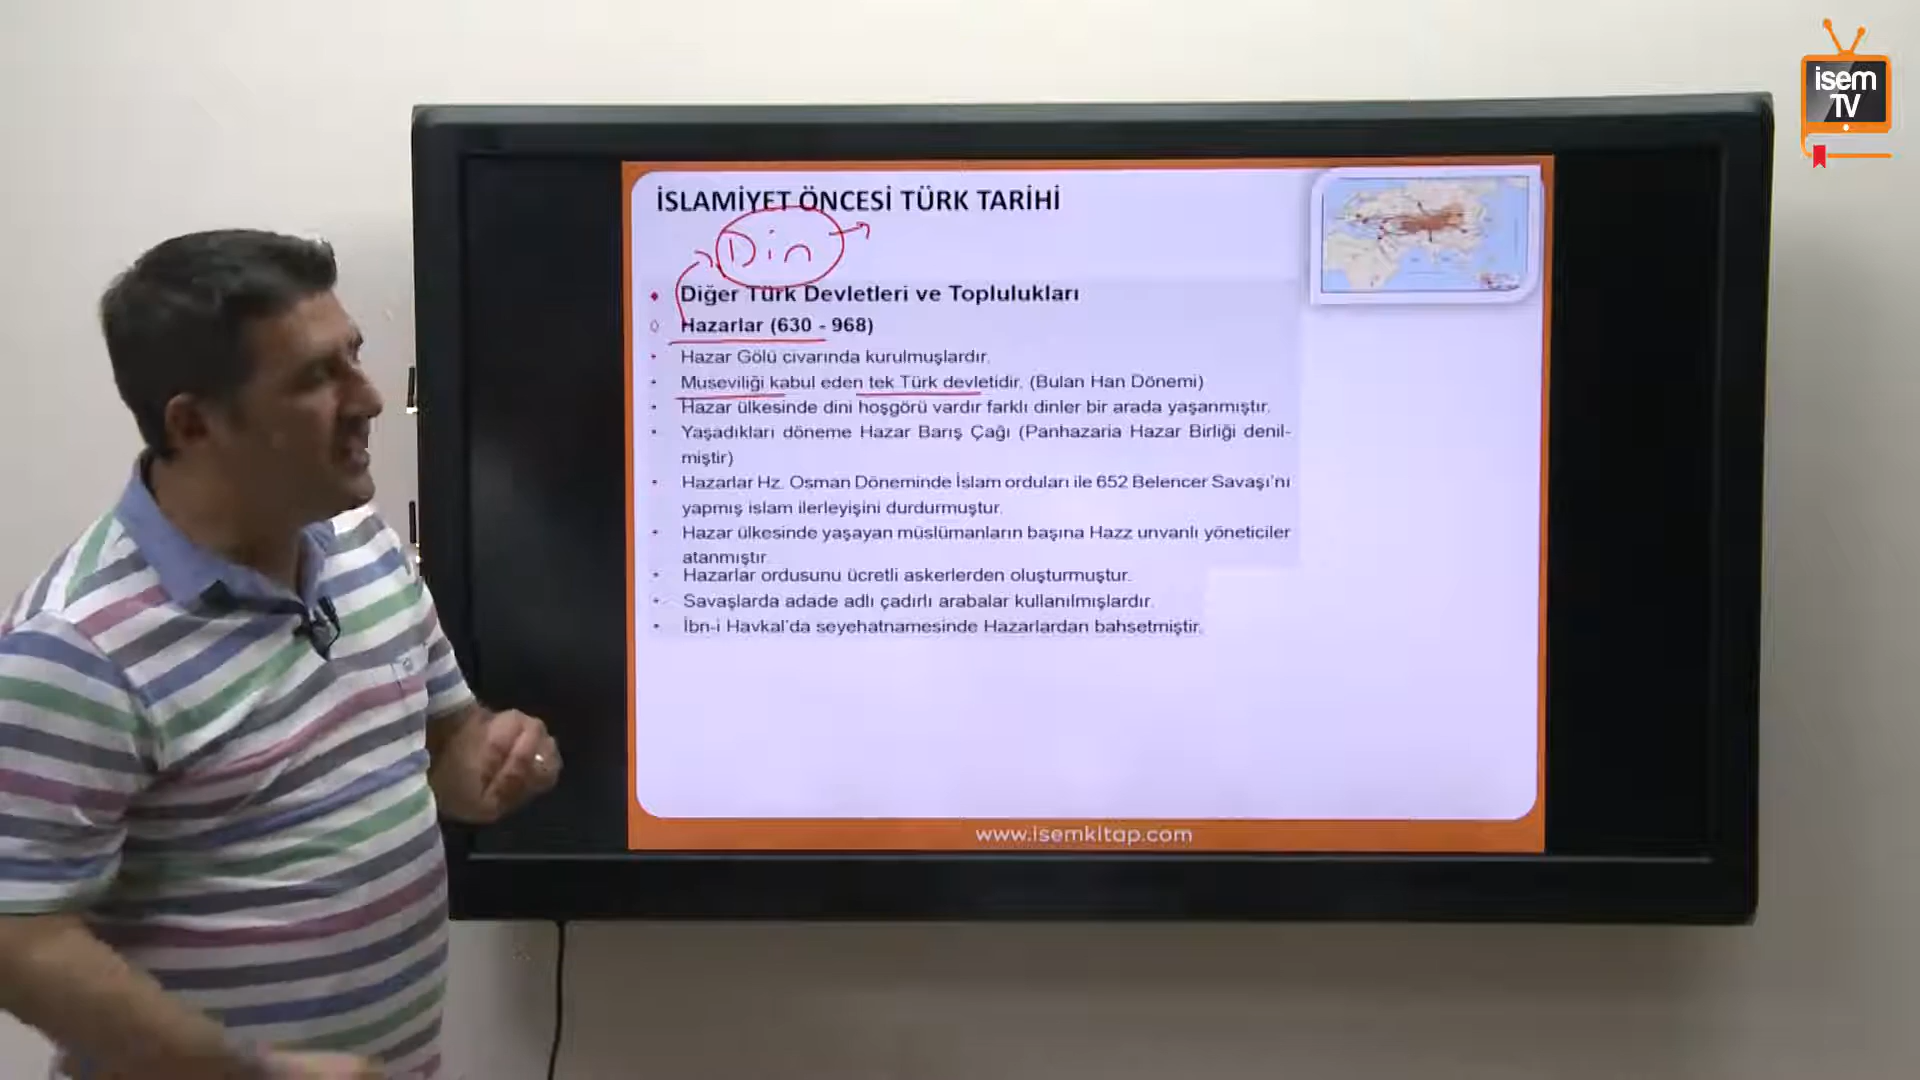 isem
TV
İSLAMİYET ÖNCESİ TÜRK TARİHİ
Din
Diğer Türk Devletleri ve Toplulukları
Hazarlar (630 - 968)
Hazar Gölü civarında kurulmuşlardır.
Museviliği kabul eden tek Türk devletidir. (Bulan Han Dönemi)
Hazar ülkesinde dini hoşgörü vardır farklı dinler bir arada yaşanmıştır.
Yaşadıkları döneme Hazar Barış Çağı (Panhazaria Hazar Birliği denil-
miştir)
Hazarlar Hz. Osman Döneminde İslam orduları ile 652 Belencer Savaşı'nı
yapmış islam ilerleyişini durdurmuştur.
Hazar ülkesinde yaşayan müslümanların başına Hazz unvanlı yöneticiler
atanmıştır.
Hazarlar ordusunu ücretli askerlerden oluşturmuştur.
Savaşlarda adade adlı çadırlı arabalar kullanılmışlardır.
İbn-i Havkal'da seyehatnamesinde Hazarlardan bahsetmiştir.
www.isemkitap.com